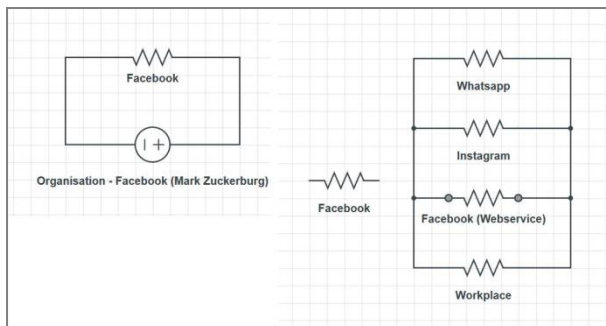 Facebook
Organisation - Facebook (Mark Zuckerburg)
Facebook
Whatsapp
Instagram
Facebook (Webservice)
Workplace